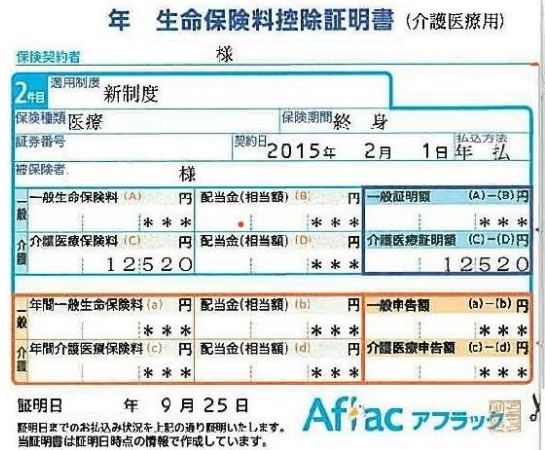 年 生命保険料控除証明書 (介護医療用)
保険契約者 様
2件目 適用制度 新制度
保険種類 医療 保険期間 終 身
証券番号 契約日 2015年 2月 1日 払込方法 年 払
被保険者 様
一般 一般生命保険料 (A) 円 配当金(相当額) (B) 円 一般証明額 (A)-(B) 円
*** *** ***
介護 介護医療保険料 (C) 円 配当金(相当額) (D) 円 介護医療証明額 (C)-(D) 円
12520 *** 12520
一般 年間一般生命保険料 (a) 円 配当金(相当額) (b) 円 一般申告額 (a)-(b) 円
*** *** ***
介護 年間介護医療保険料 (c) 円 配当金(相当額) (d) 円 介護医療申告額 (c)-(d) 円
*** *** ***
証明日 年 9月25日
証明日までのお払込み状況を上記の通り証明いたします。
当証明書は証明日時点の情報で作成しています。
Aflac アフラック